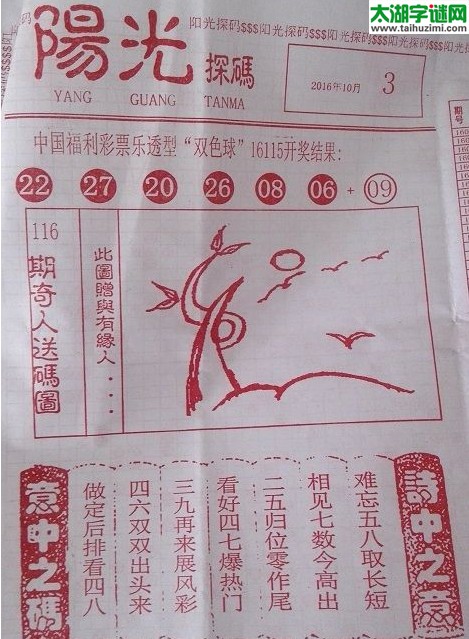 太湖字谜网
www.taihuzimi.com
阳光探码$$$阳光探码$$$阳光探码$$$阳光探码$$$
陽光探碼
YANG GUANG TANMA
2016年10月 3
期号
中国福利彩票乐透型“双色球”16115开奖结果:
22 27 20 26 08 06 + 09
116
期奇人送碼圖
此圖贈與有緣人...
詩中之意
难忘五八取长短
相见七数今高出
二五归位零作尾
看好四七爆热门
三九再来展风彩
四六双双出头来
做定后排看四八
意中之碼